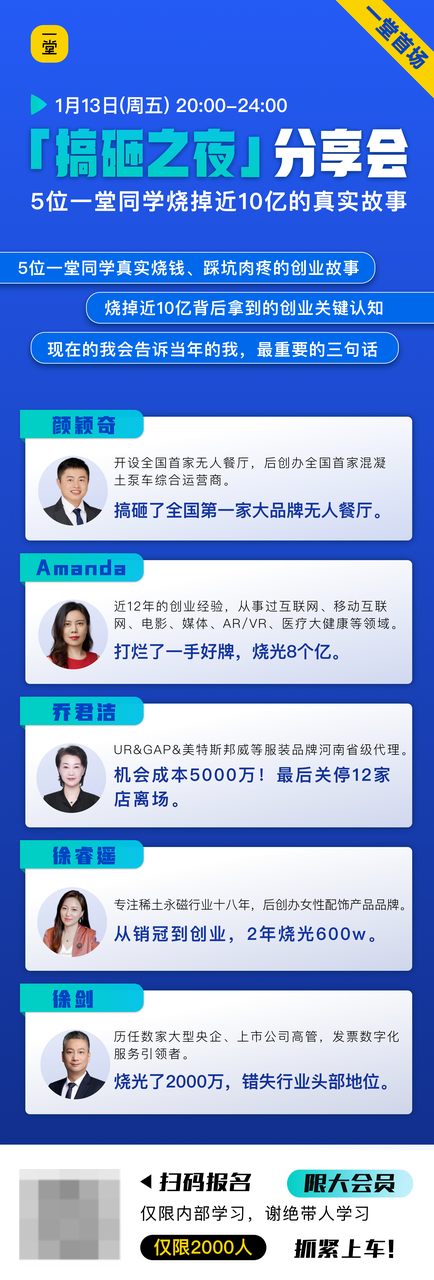 一堂
一堂首场
1月13日(周五) 20:00-24:00
「搞砸之夜」分享会
5位一堂同学烧掉近10亿的真实故事
5位一堂同学真实烧钱、踩坑肉疼的创业故事
烧掉近10亿背后拿到的创业关键认知
现在的我会告诉当年的我，最重要的三句话
颜颖奇
开设全国首家无人餐厅，后创办全国首家混凝
土泵车综合运营商。
搞砸了全国第一家大品牌无人餐厅。
Amanda
近12年的创业经验，从事过互联网、移动互联
网、电影、媒体、AR/VR、医疗大健康等领域。
打烂了一手好牌，烧光8个亿。
乔君洁
UR&GAP&美特斯邦威等服装品牌河南省级代理。
机会成本5000万！最后关停12家
店离场。
徐睿遥
专注稀土永磁行业十八年，后创办女性配饰产品品牌。
从销冠到创业，2年烧光600w。
徐剑
历任数家大型央企、上市公司高管，发票数字化
服务引领者。
烧光了2000万，错失行业头部地位。
扫码报名 限大会员
仅限内部学习，谢绝带人学习
仅限2000人 抓紧上车！